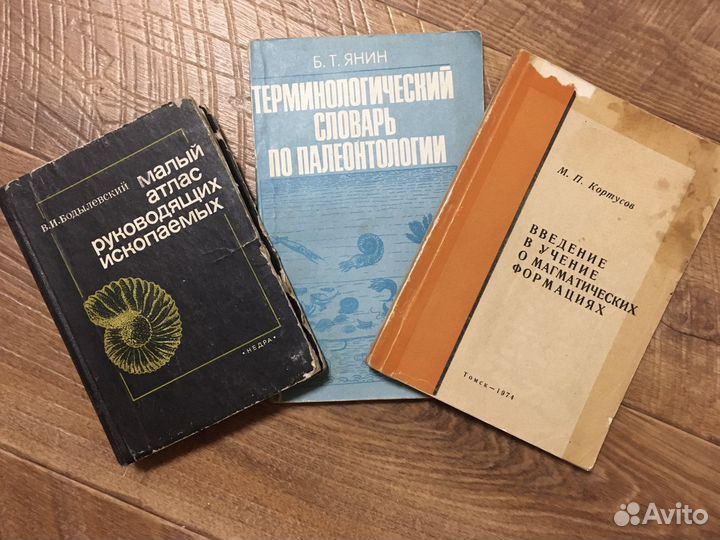 В.И.Бодылевский
малый
атлас
руководящих
ископаемых
·НЕДРА·
Б. Т. ЯНИН
ТЕРМИНОЛОГИЧЕСКИЙ
СЛОВАРЬ
ПО ПАЛЕОНТОЛОГИИ
М. П. Кортусов
ВВЕДЕНИЕ
В УЧЕНИЕ
О МАГМАТИЧЕСКИХ
ФОРМАЦИЯХ
Томск—1974
Avito